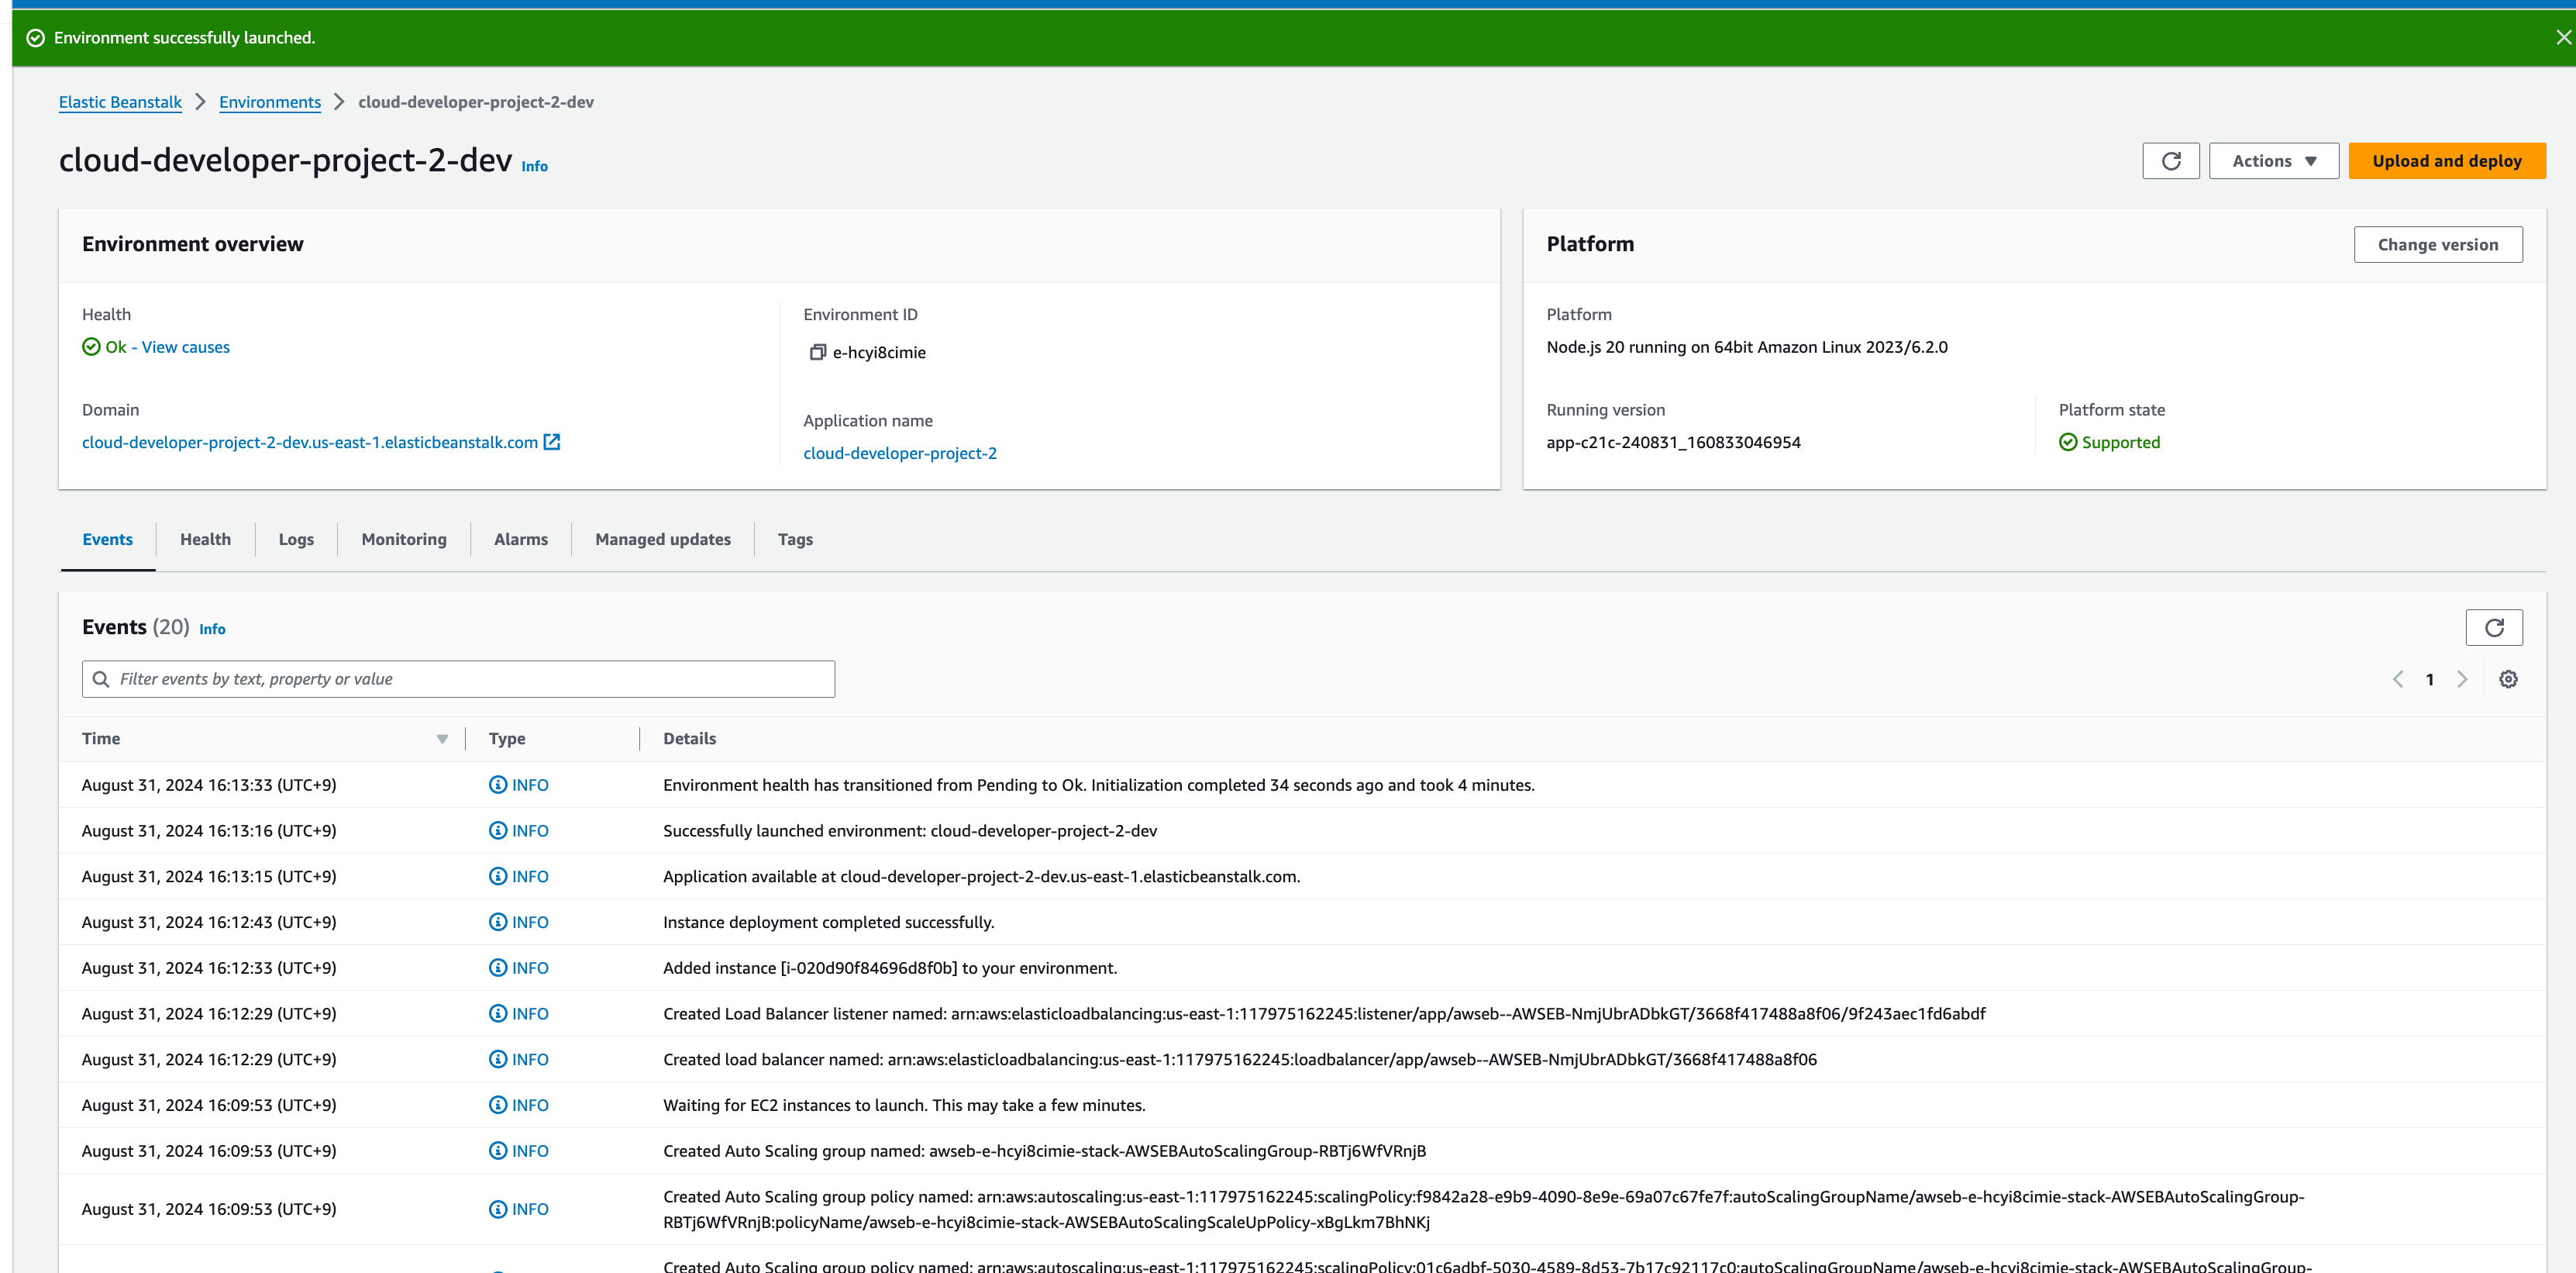 Environment successfully launched.
Elastic Beanstalk > Environments > cloud-developer-project-2-dev
cloud-developer-project-2-dev Info
Actions
Upload and deploy
Environment overview
Health
Ok - View causes
Domain
cloud-developer-project-2-dev.us-east-1.elasticbeanstalk.com
Environment ID
e-hcyi8cimie
Application name
cloud-developer-project-2
Platform
Change version
Platform
Node.js 20 running on 64bit Amazon Linux 2023/6.2.0
Running version
app-c21c-240831_160833046954
Platform state
Supported
Events Health Logs Monitoring Alarms Managed updates Tags
Events (20) Info
Filter events by text, property or value
1
Time Type Details
August 31, 2024 16:13:33 (UTC+9) INFO Environment health has transitioned from Pending to Ok. Initialization completed 34 seconds ago and took 4 minutes.
August 31, 2024 16:13:16 (UTC+9) INFO Successfully launched environment: cloud-developer-project-2-dev
August 31, 2024 16:13:15 (UTC+9) INFO Application available at cloud-developer-project-2-dev.us-east-1.elasticbeanstalk.com.
August 31, 2024 16:12:43 (UTC+9) INFO Instance deployment completed successfully.
August 31, 2024 16:12:33 (UTC+9) INFO Added instance [i-020d90f84696d8f0b] to your environment.
August 31, 2024 16:12:29 (UTC+9) INFO Created Load Balancer listener named: arn:aws:elasticloadbalancing:us-east-1:117975162245:listener/app/awseb--AWSEB-NmjUbrADbkGT/3668f417488a8f06/9f243aec1fd6abdf
August 31, 2024 16:12:29 (UTC+9) INFO Created load balancer named: arn:aws:elasticloadbalancing:us-east-1:117975162245:loadbalancer/app/awseb--AWSEB-NmjUbrADbkGT/3668f417488a8f06
August 31, 2024 16:09:53 (UTC+9) INFO Waiting for EC2 instances to launch. This may take a few minutes.
August 31, 2024 16:09:53 (UTC+9) INFO Created Auto Scaling group named: awseb-e-hcyi8cimie-stack-AWSEBAutoScalingGroup-RBTj6WfVRnjB
August 31, 2024 16:09:53 (UTC+9) INFO Created Auto Scaling group policy named: arn:aws:autoscaling:us-east-1:117975162245:scalingPolicy:f9842a28-e9b9-4090-8e9e-69a07c67fe7f:autoScalingGroupName/awseb-e-hcyi8cimie-stack-AWSEBAutoScalingGroup-
RBTj6WfVRnjB:policyName/awseb-e-hcyi8cimie-stack-AWSEBAutoScalingScaleUpPolicy-xBgLkm7BhNKj
Created Auto Scaling group policy named: arn:aws:autoscaling:us-east-1:117975162245:scalingPolicy:01c6adbf-5030-4589-8d53-7b17c92117c0:autoScalingGroupName/awseb-e-hcyi8cimie-stack-AWSEBAutoScalingGroup-